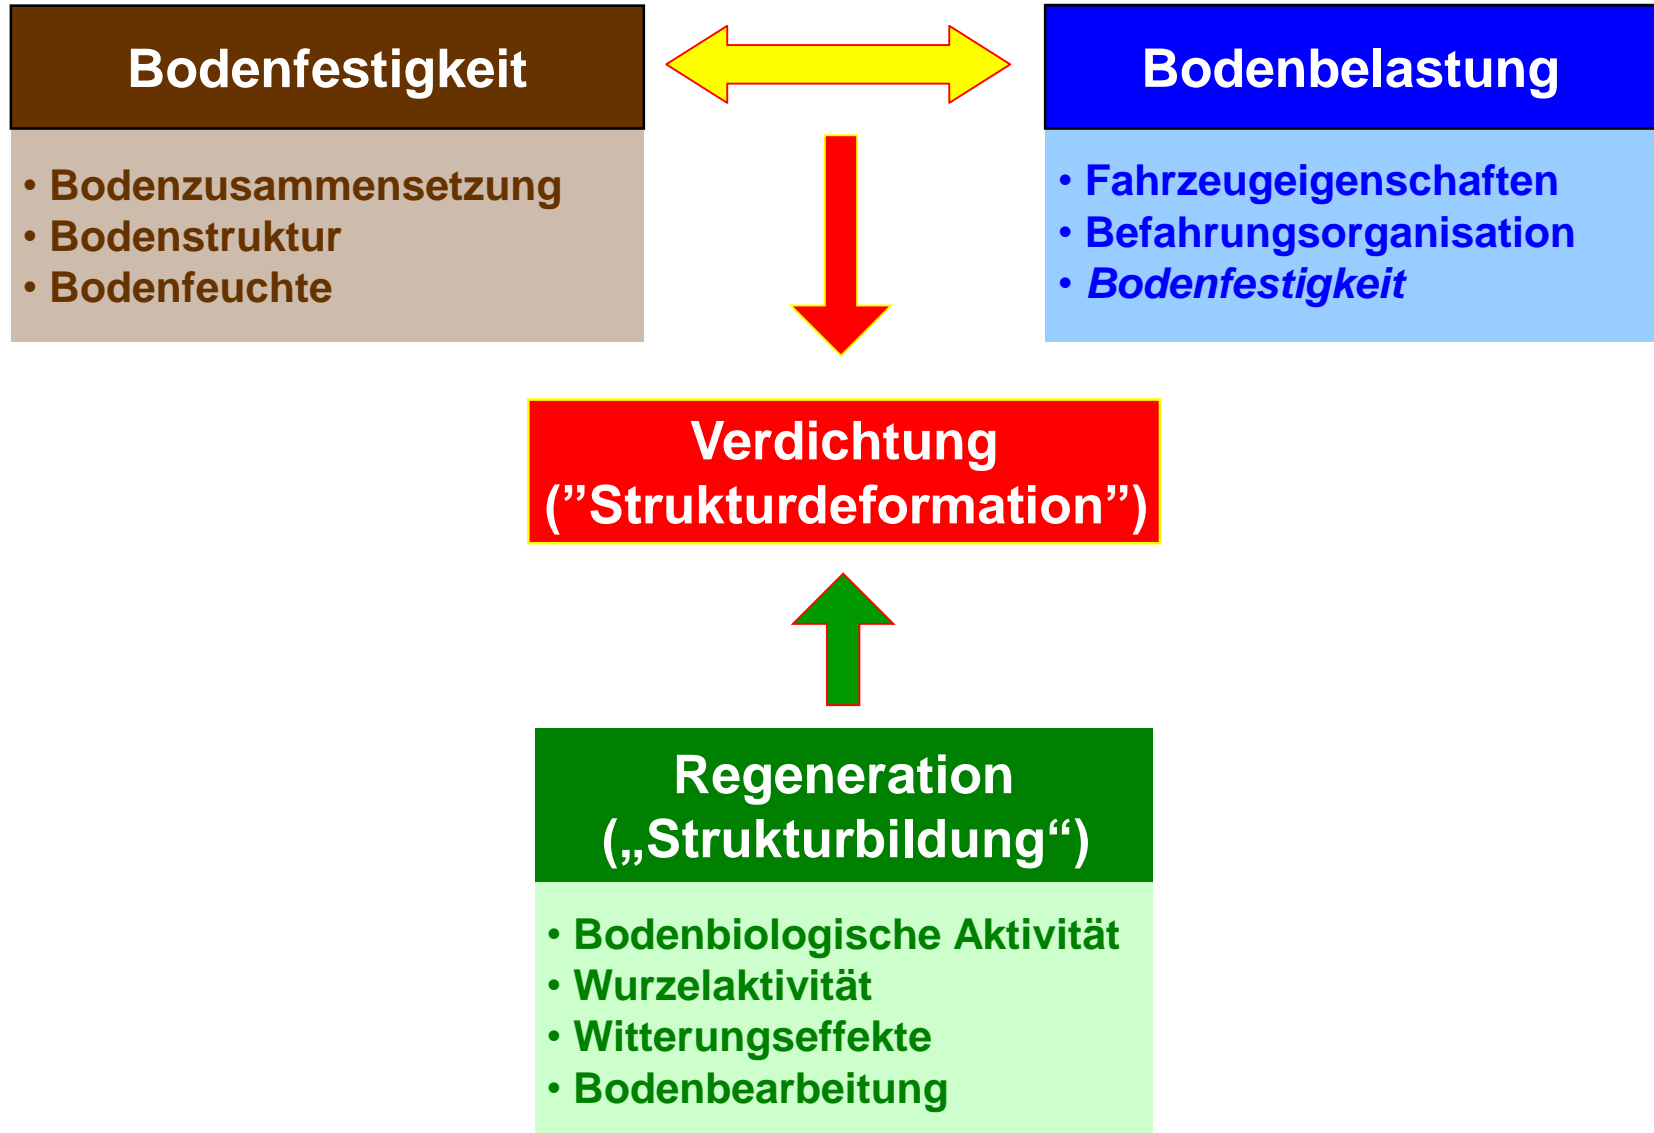 Bodenfestigkeit
• Bodenzusammensetzung
• Bodenstruktur
• Bodenfeuchte
Bodenbelastung
• Fahrzeugeigenschaften
• Befahrungsorganisation
• Bodenfestigkeit
Verdichtung
(”Strukturdeformation”)
Regeneration
(„Strukturbildung“)
• Bodenbiologische Aktivität
• Wurzelaktivität
• Witterungseffekte
• Bodenbearbeitung